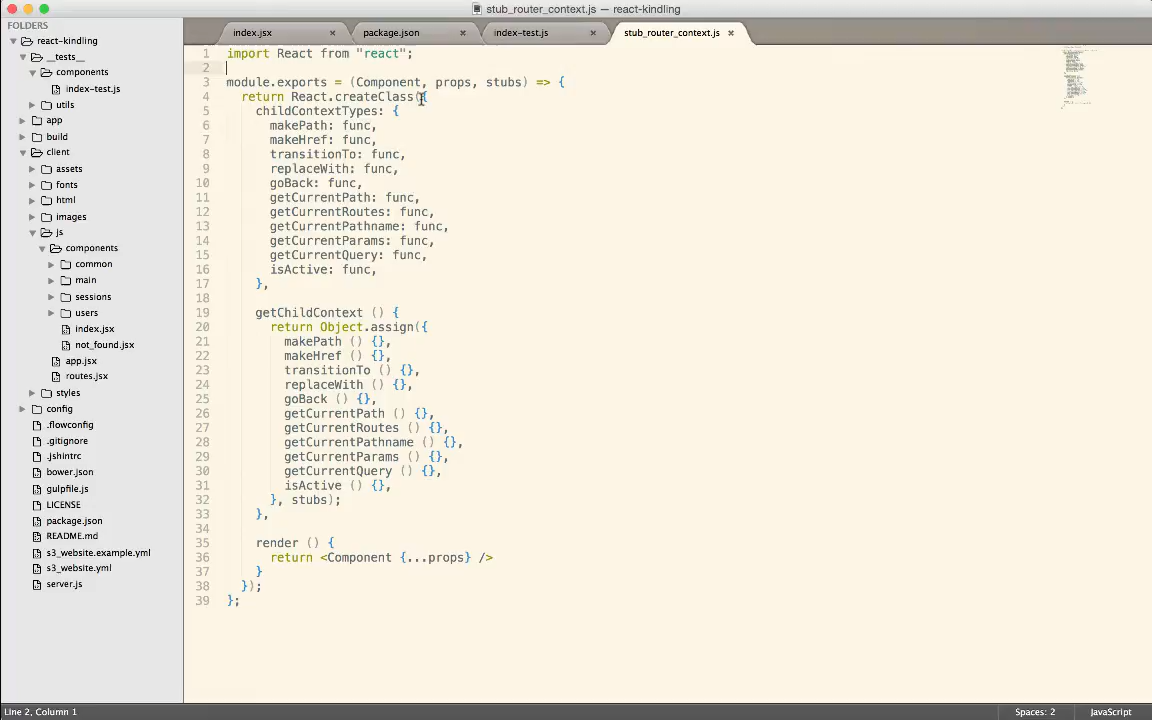 stub_router_context.js — react-kindling
FOLDERS
react-kindling
__tests__
components
index-test.js
utils
app
build
client
assets
fonts
html
images
js
components
common
main
sessions
users
index.jsx
not_found.jsx
app.jsx
routes.jsx
styles
config
.flowconfig
.gitignore
.jshintrc
bower.json
gulpfile.js
LICENSE
package.json
README.md
s3_website.example.yml
s3_website.yml
server.js
index.jsx × package.json × index-test.js × stub_router_context.js ×
1 import React from "react";
2
3 module.exports = (Component, props, stubs) => {
4 return React.createClass({
5 childContextTypes: {
6 makePath: func,
7 makeHref: func,
8 transitionTo: func,
9 replaceWith: func,
10 goBack: func,
11 getCurrentPath: func,
12 getCurrentRoutes: func,
13 getCurrentPathname: func,
14 getCurrentParams: func,
15 getCurrentQuery: func,
16 isActive: func,
17 },
18
19 getChildContext () {
20 return Object.assign({
21 makePath () {},
22 makeHref () {},
23 transitionTo () {},
24 replaceWith () {},
25 goBack () {},
26 getCurrentPath () {},
27 getCurrentRoutes () {},
28 getCurrentPathname () {},
29 getCurrentParams () {},
30 getCurrentQuery () {},
31 isActive () {},
32 }, stubs);
33 },
34
35 render () {
36 return <Component {...props} />
37 }
38 });
39 };
Line 2, Column 1
Spaces: 2
JavaScript